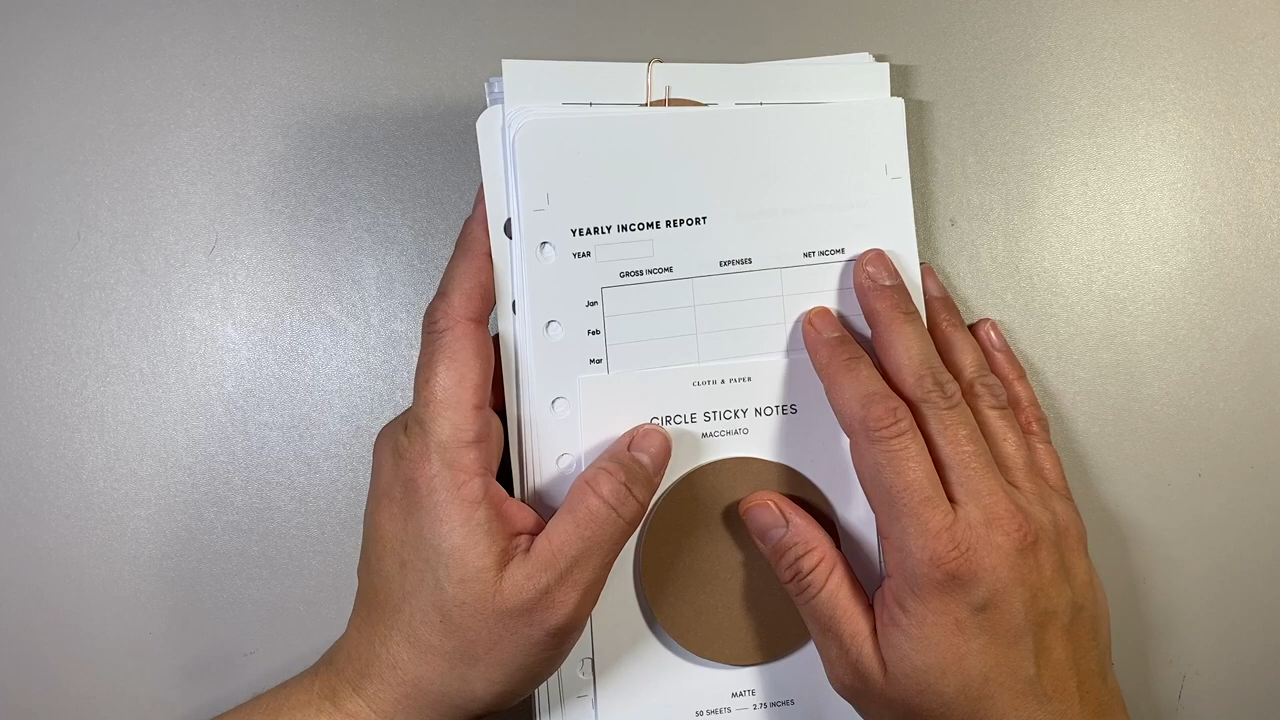 YEARLY INCOME REPORT
YEAR
GROSS INCOME EXPENSES NET INCOME
Jan
Feb
Mar
CLOTH & PAPER
CIRCLE STICKY NOTES
MACCHIATO
MATTE
50 SHEETS — 2.75 INCHES